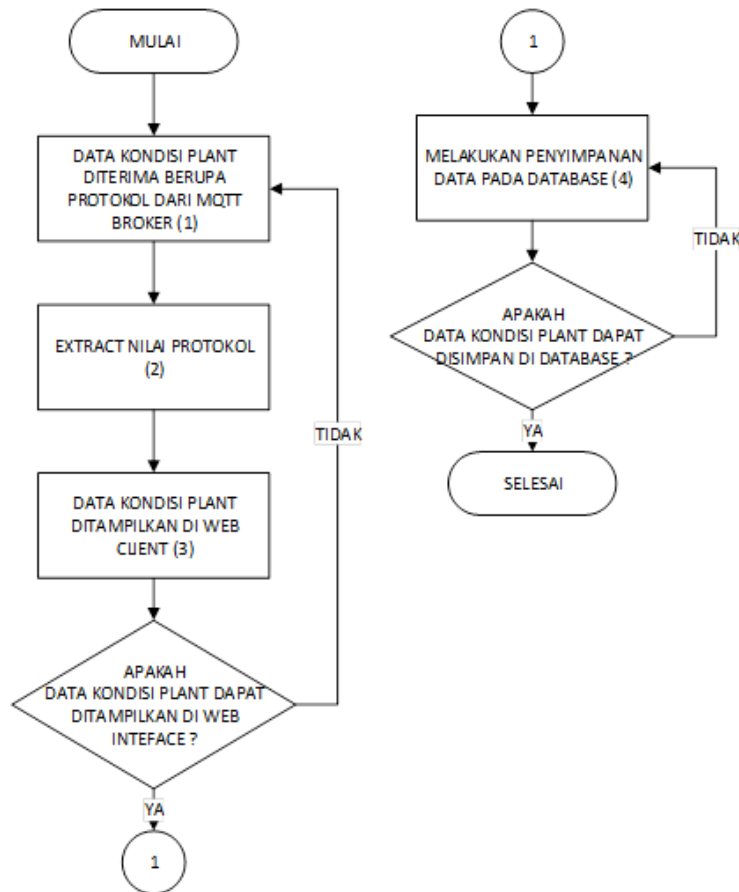 MULAI
DATA KONDISI PLANT
DITERIMA BERUPA
PROTOKOL DARI MQTT
BROKER (1)
EXTRACT NILAI PROTOKOL
(2)
DATA KONDISI PLANT
DITAMPILKAN DI WEB
CLIENT (3)
APAKAH
DATA KONDISI PLANT DAPAT
DITAMPILKAN DI WEB
INTEFACE ?
TIDAK
YA
1
1
MELAKUKAN PENYIMPANAN
DATA PADA DATABASE (4)
APAKAH
DATA KONDISI PLANT DAPAT
DISIMPAN DI DATABASE ?
TIDAK
YA
SELESAI